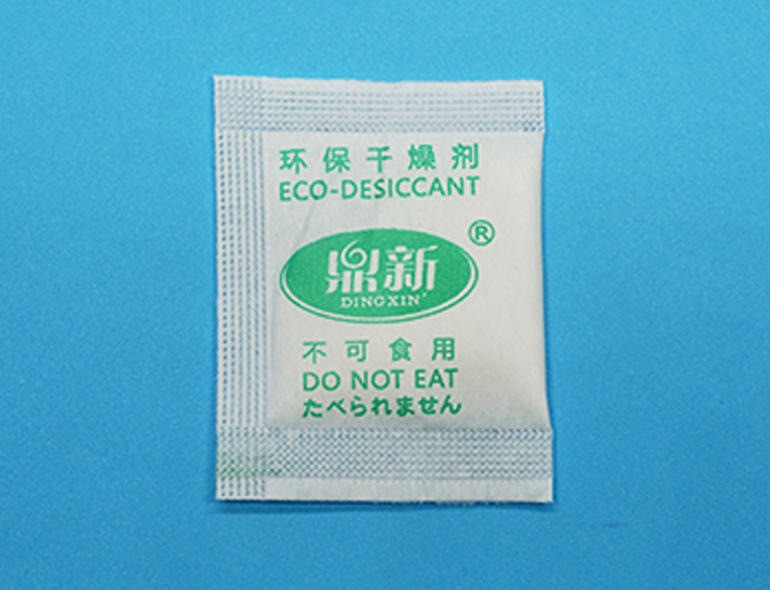 环保干燥剂
ECO-DESICCANT
®
鼎新
DINGXIN
不可食用
DO NOT EAT
たべられません